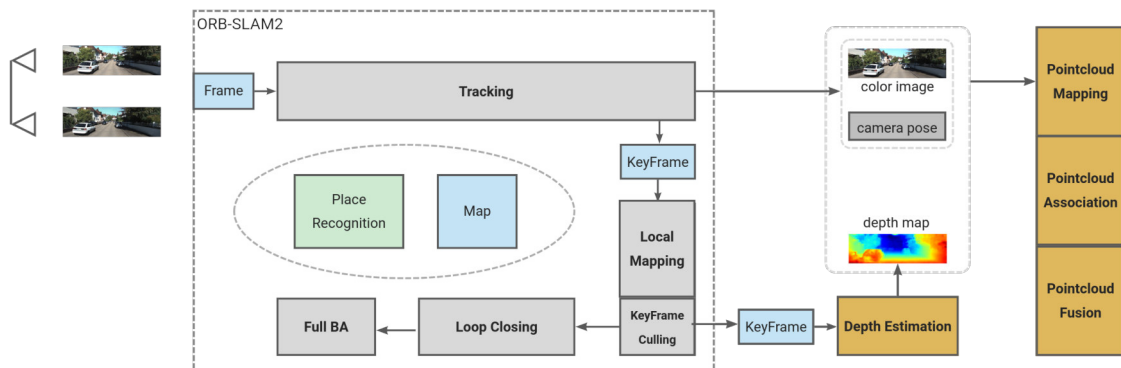 ORB-SLAM2
Frame
Tracking
color image
camera pose
Pointcloud
Mapping
KeyFrame
Place
Recognition
Map
Local
Mapping
depth map
Pointcloud
Association
Full BA
Loop Closing
KeyFrame
Culling
KeyFrame
Depth Estimation
Pointcloud
Fusion